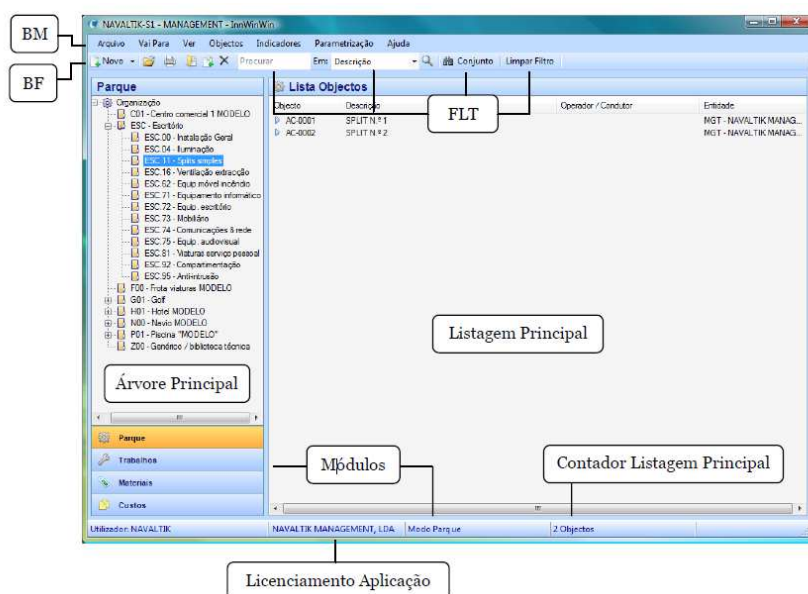 NAVALTIK-S1 - MANAGEMENT - InnWinWin
BM
Arquivo Vai Para Ver Objectos Indicadores Parametrização Ajuda
BF
Novo Procurar Em: Descrição Conjunto Limpar Filtro
Parque
Lista Objectos
FLT
Objecto Descrição Operador / Condutor Entidade
AC-0001 SPLIT N.º 1 MGT - NAVALTIK MANAG...
AC-0002 SPLIT N.º 2 MGT - NAVALTIK MANAG...
Organização
C01 - Centro comercial 1 MODELO
ESC - Escritório
ESC.00 - Instalação Geral
ESC.04 - Iluminação
ESC.11 - Splits simples
ESC.16 - Ventilação extracção
ESC.62 - Equip móvel incêndio
ESC.71 - Equipamento informático
ESC.72 - Equip. escritório
ESC.73 - Mobiliário
ESC.74 - Comunicações & rede
ESC.75 - Equip. audiovisual
ESC.81 - Viaturas serviço pessoal
ESC.92 - Compartimentação
ESC.95 - Anti-intrusão
F00 - Frota viaturas MODELO
G01 - Golf
H01 - Hotel MODELO
N00 - Navio MODELO
P01 - Piscina "MODELO"
Z00 - Genérico / biblioteca técnica
Listagem Principal
Árvore Principal
Parque
Trabalhos
Materiais
Custos
Módulos
Contador Listagem Principal
Utilizador: NAVALTIK NAVALTIK MANAGEMENT, LDA Modo Parque 2 Objectos
Licenciamento Aplicação